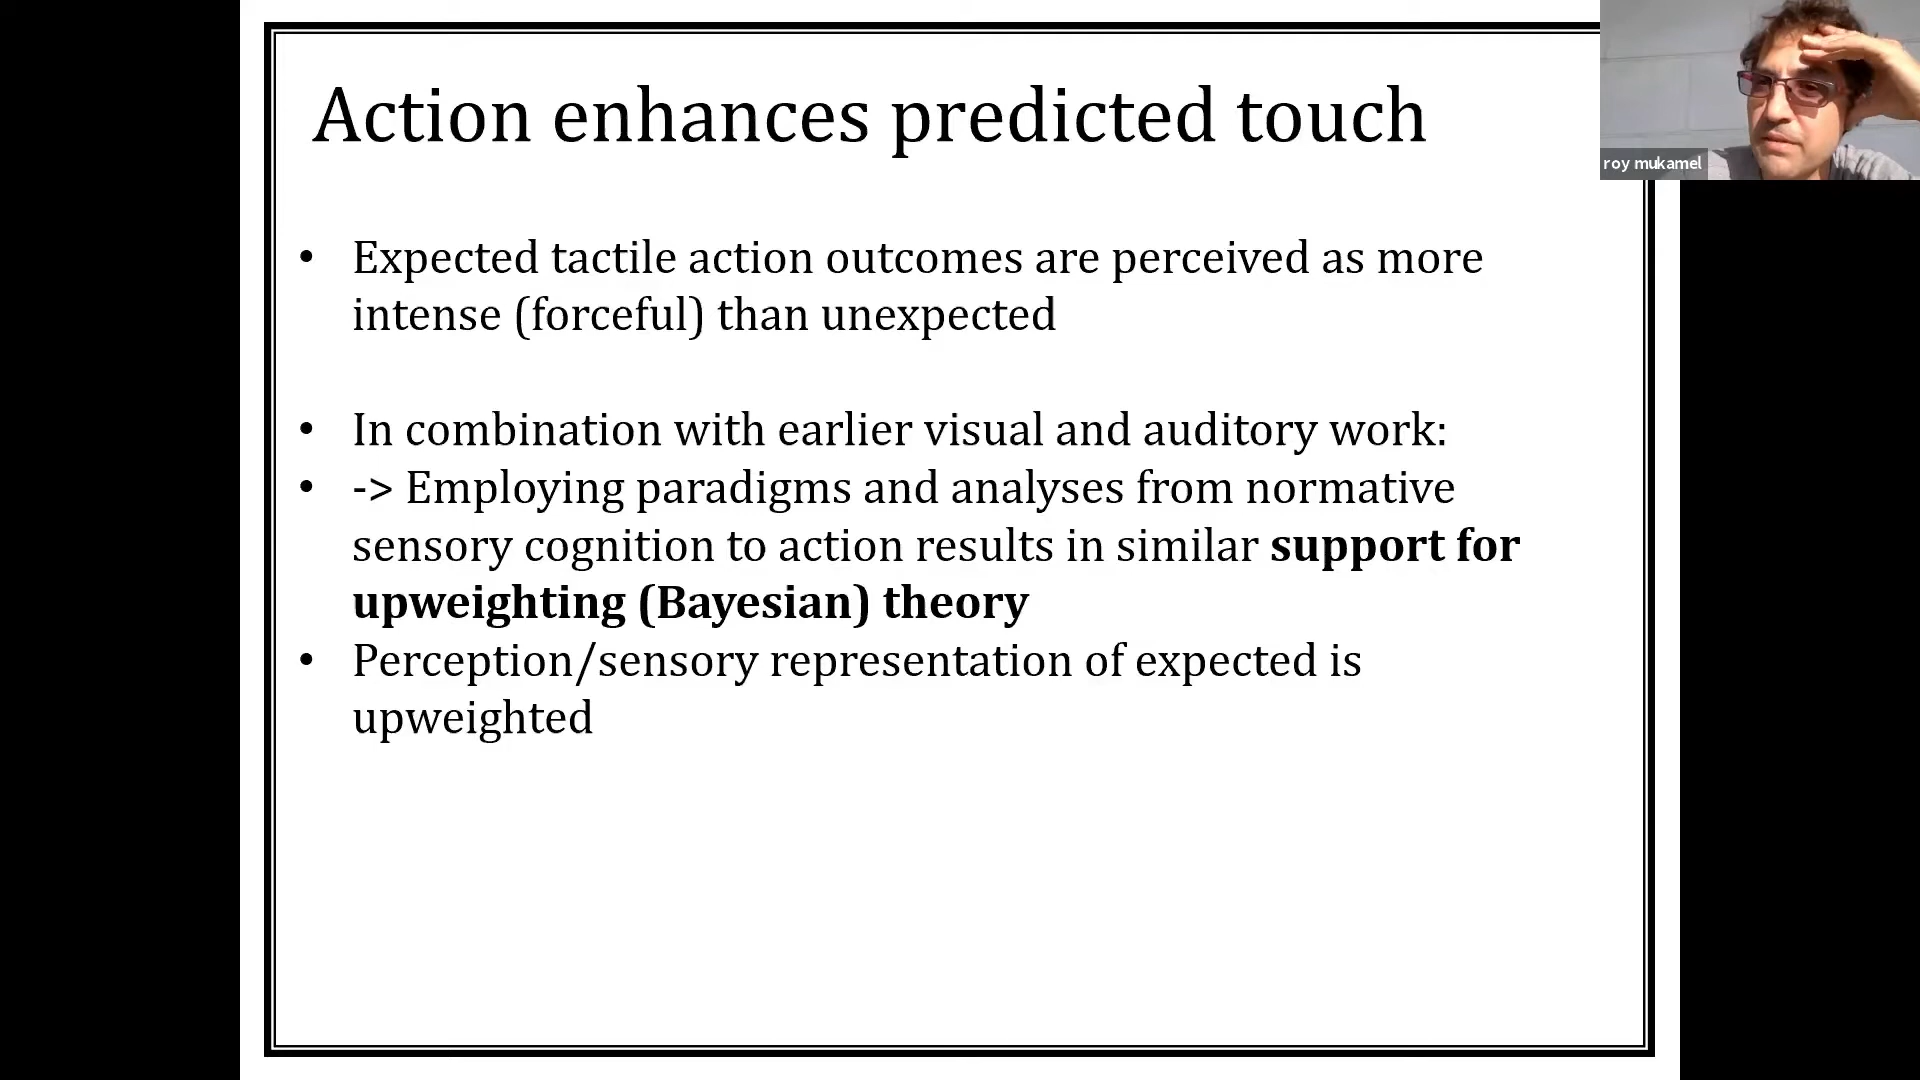 Action enhances predicted touch
roy mukamel
• Expected tactile action outcomes are perceived as more
intense (forceful) than unexpected
• In combination with earlier visual and auditory work:
• -> Employing paradigms and analyses from normative
sensory cognition to action results in similar support for
upweighting (Bayesian) theory
• Perception/sensory representation of expected is
upweighted